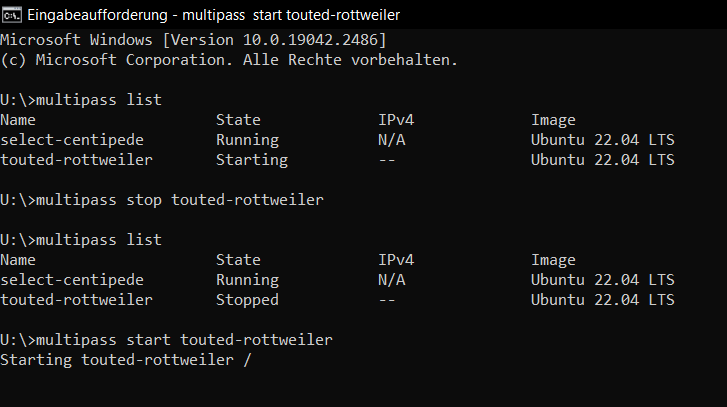 Eingabeaufforderung - multipass  start touted-rottweiler
Microsoft Windows [Version 10.0.19042.2486]
(c) Microsoft Corporation. Alle Rechte vorbehalten.

U:\>multipass list
Name                    State             IPv4             Image
select-centipede        Running           N/A              Ubuntu 22.04 LTS
touted-rottweiler       Starting          --               Ubuntu 22.04 LTS

U:\>multipass stop touted-rottweiler

U:\>multipass list
Name                    State             IPv4             Image
select-centipede        Running           N/A              Ubuntu 22.04 LTS
touted-rottweiler       Stopped           --               Ubuntu 22.04 LTS

U:\>multipass start touted-rottweiler
Starting touted-rottweiler /